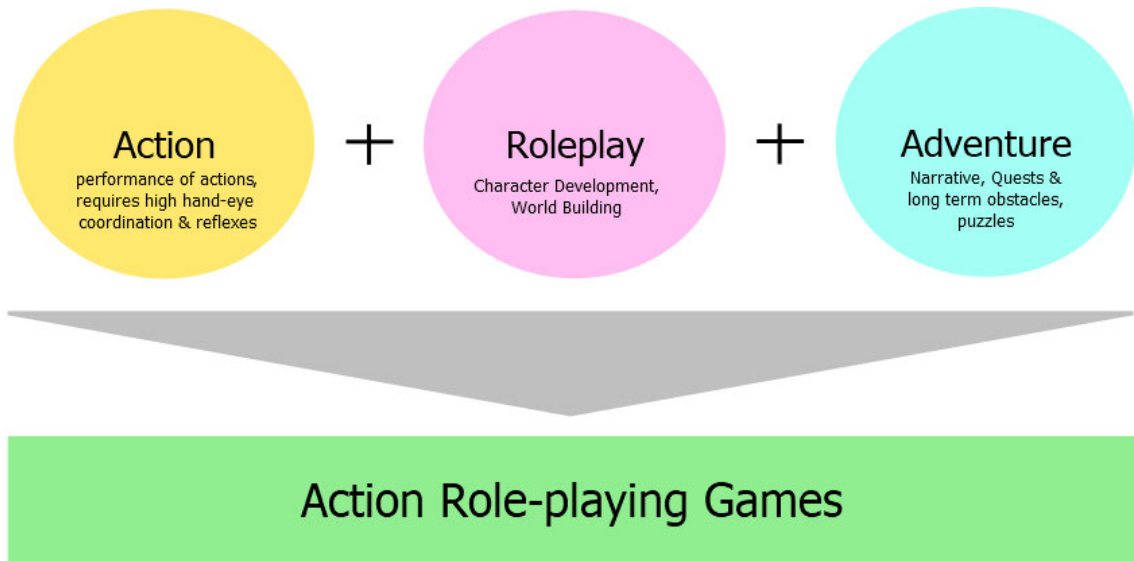 Action
performance of actions,
requires high hand-eye
coordination & reflexes
+
Roleplay
Character Development,
World Building
+
Adventure
Narrative, Quests &
long term obstacles,
puzzles
Action Role-playing Games